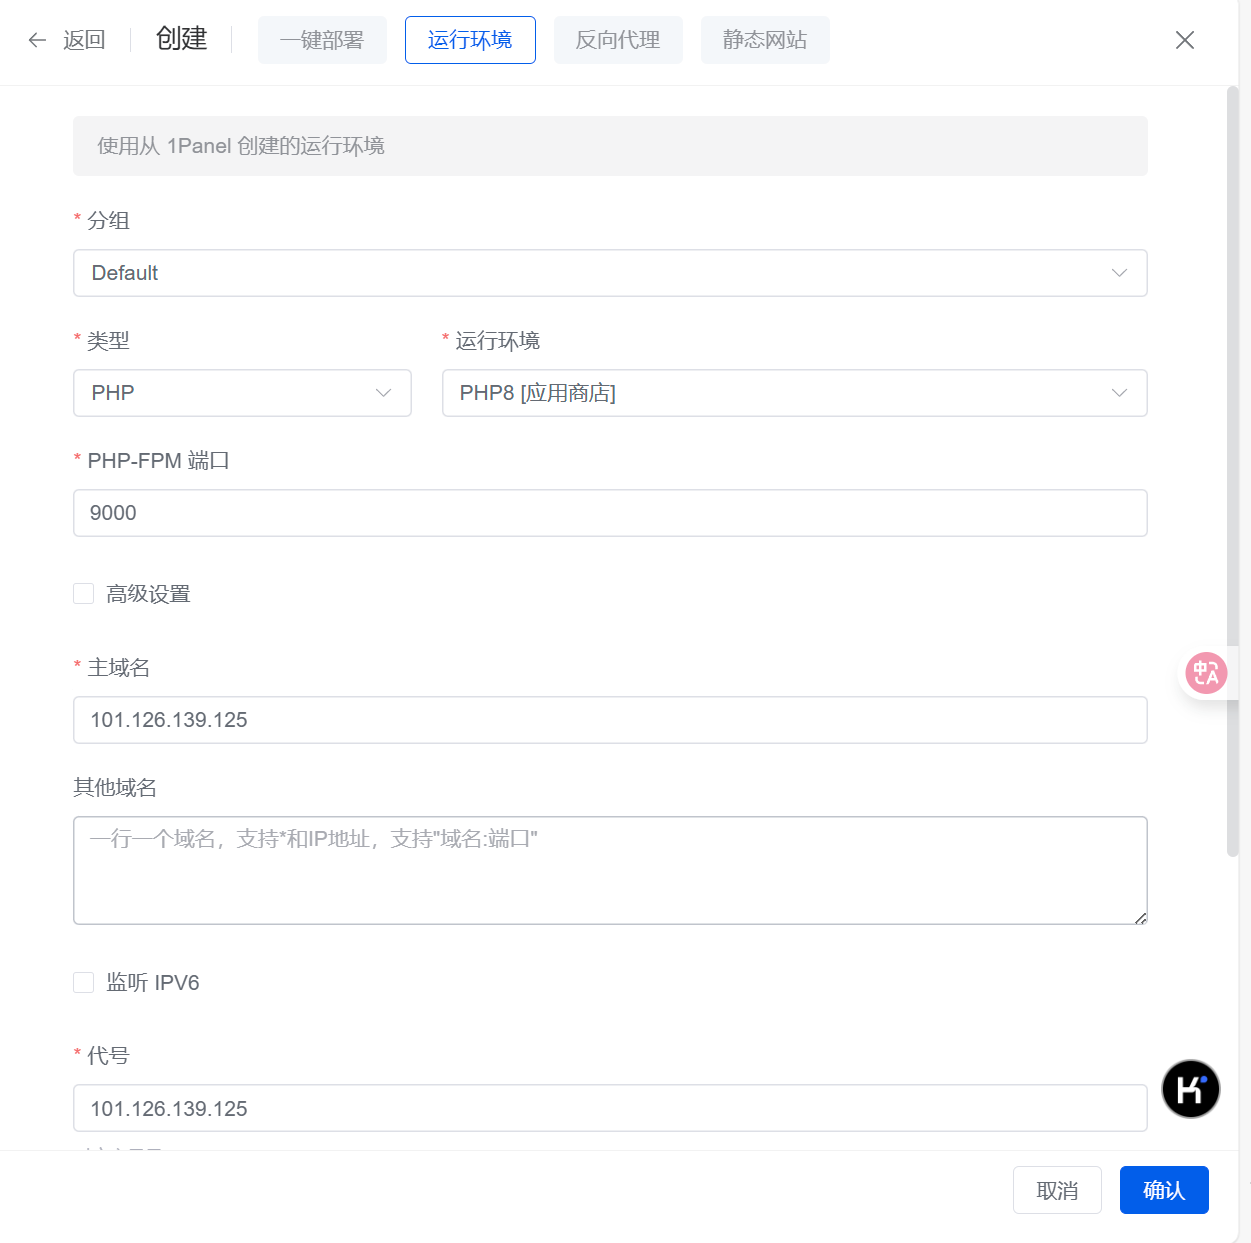 返回
创建
一键部署
运行环境
反向代理
静态网站
使用从 1Panel 创建的运行环境
* 分组
Default
* 类型
* 运行环境
PHP
PHP8 [应用商店]
* PHP-FPM 端口
9000
高级设置
* 主域名
101.126.139.125
其他域名
一行一个域名，支持*和IP地址，支持"域名:端口"
监听 IPV6
* 代号
101.126.139.125
取消
确认
中A
K